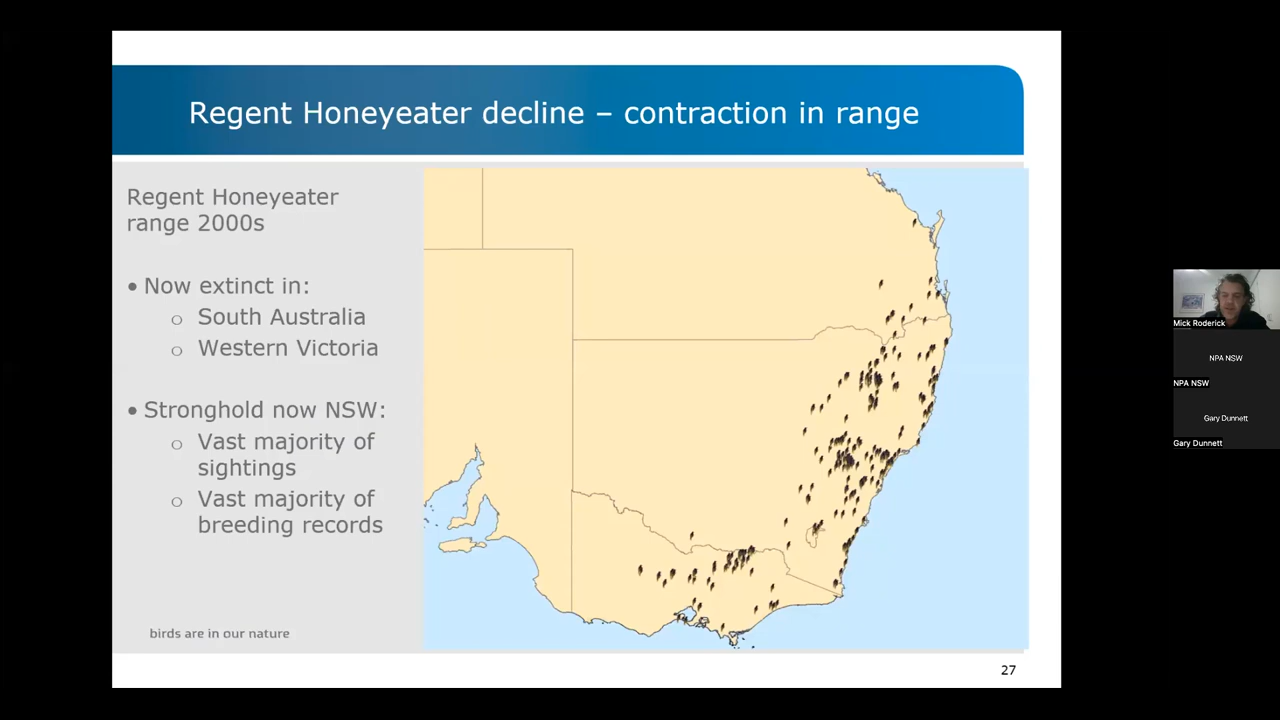 Regent Honeyeater decline – contraction in range
Regent Honeyeater
range 2000s
• Now extinct in:
o South Australia
o Western Victoria
• Stronghold now NSW:
o Vast majority of
sightings
o Vast majority of
breeding records
birds are in our nature
27
Mick Roderick
NPA NSW
NPA NSW
Gary Dunnett
Gary Dunnett